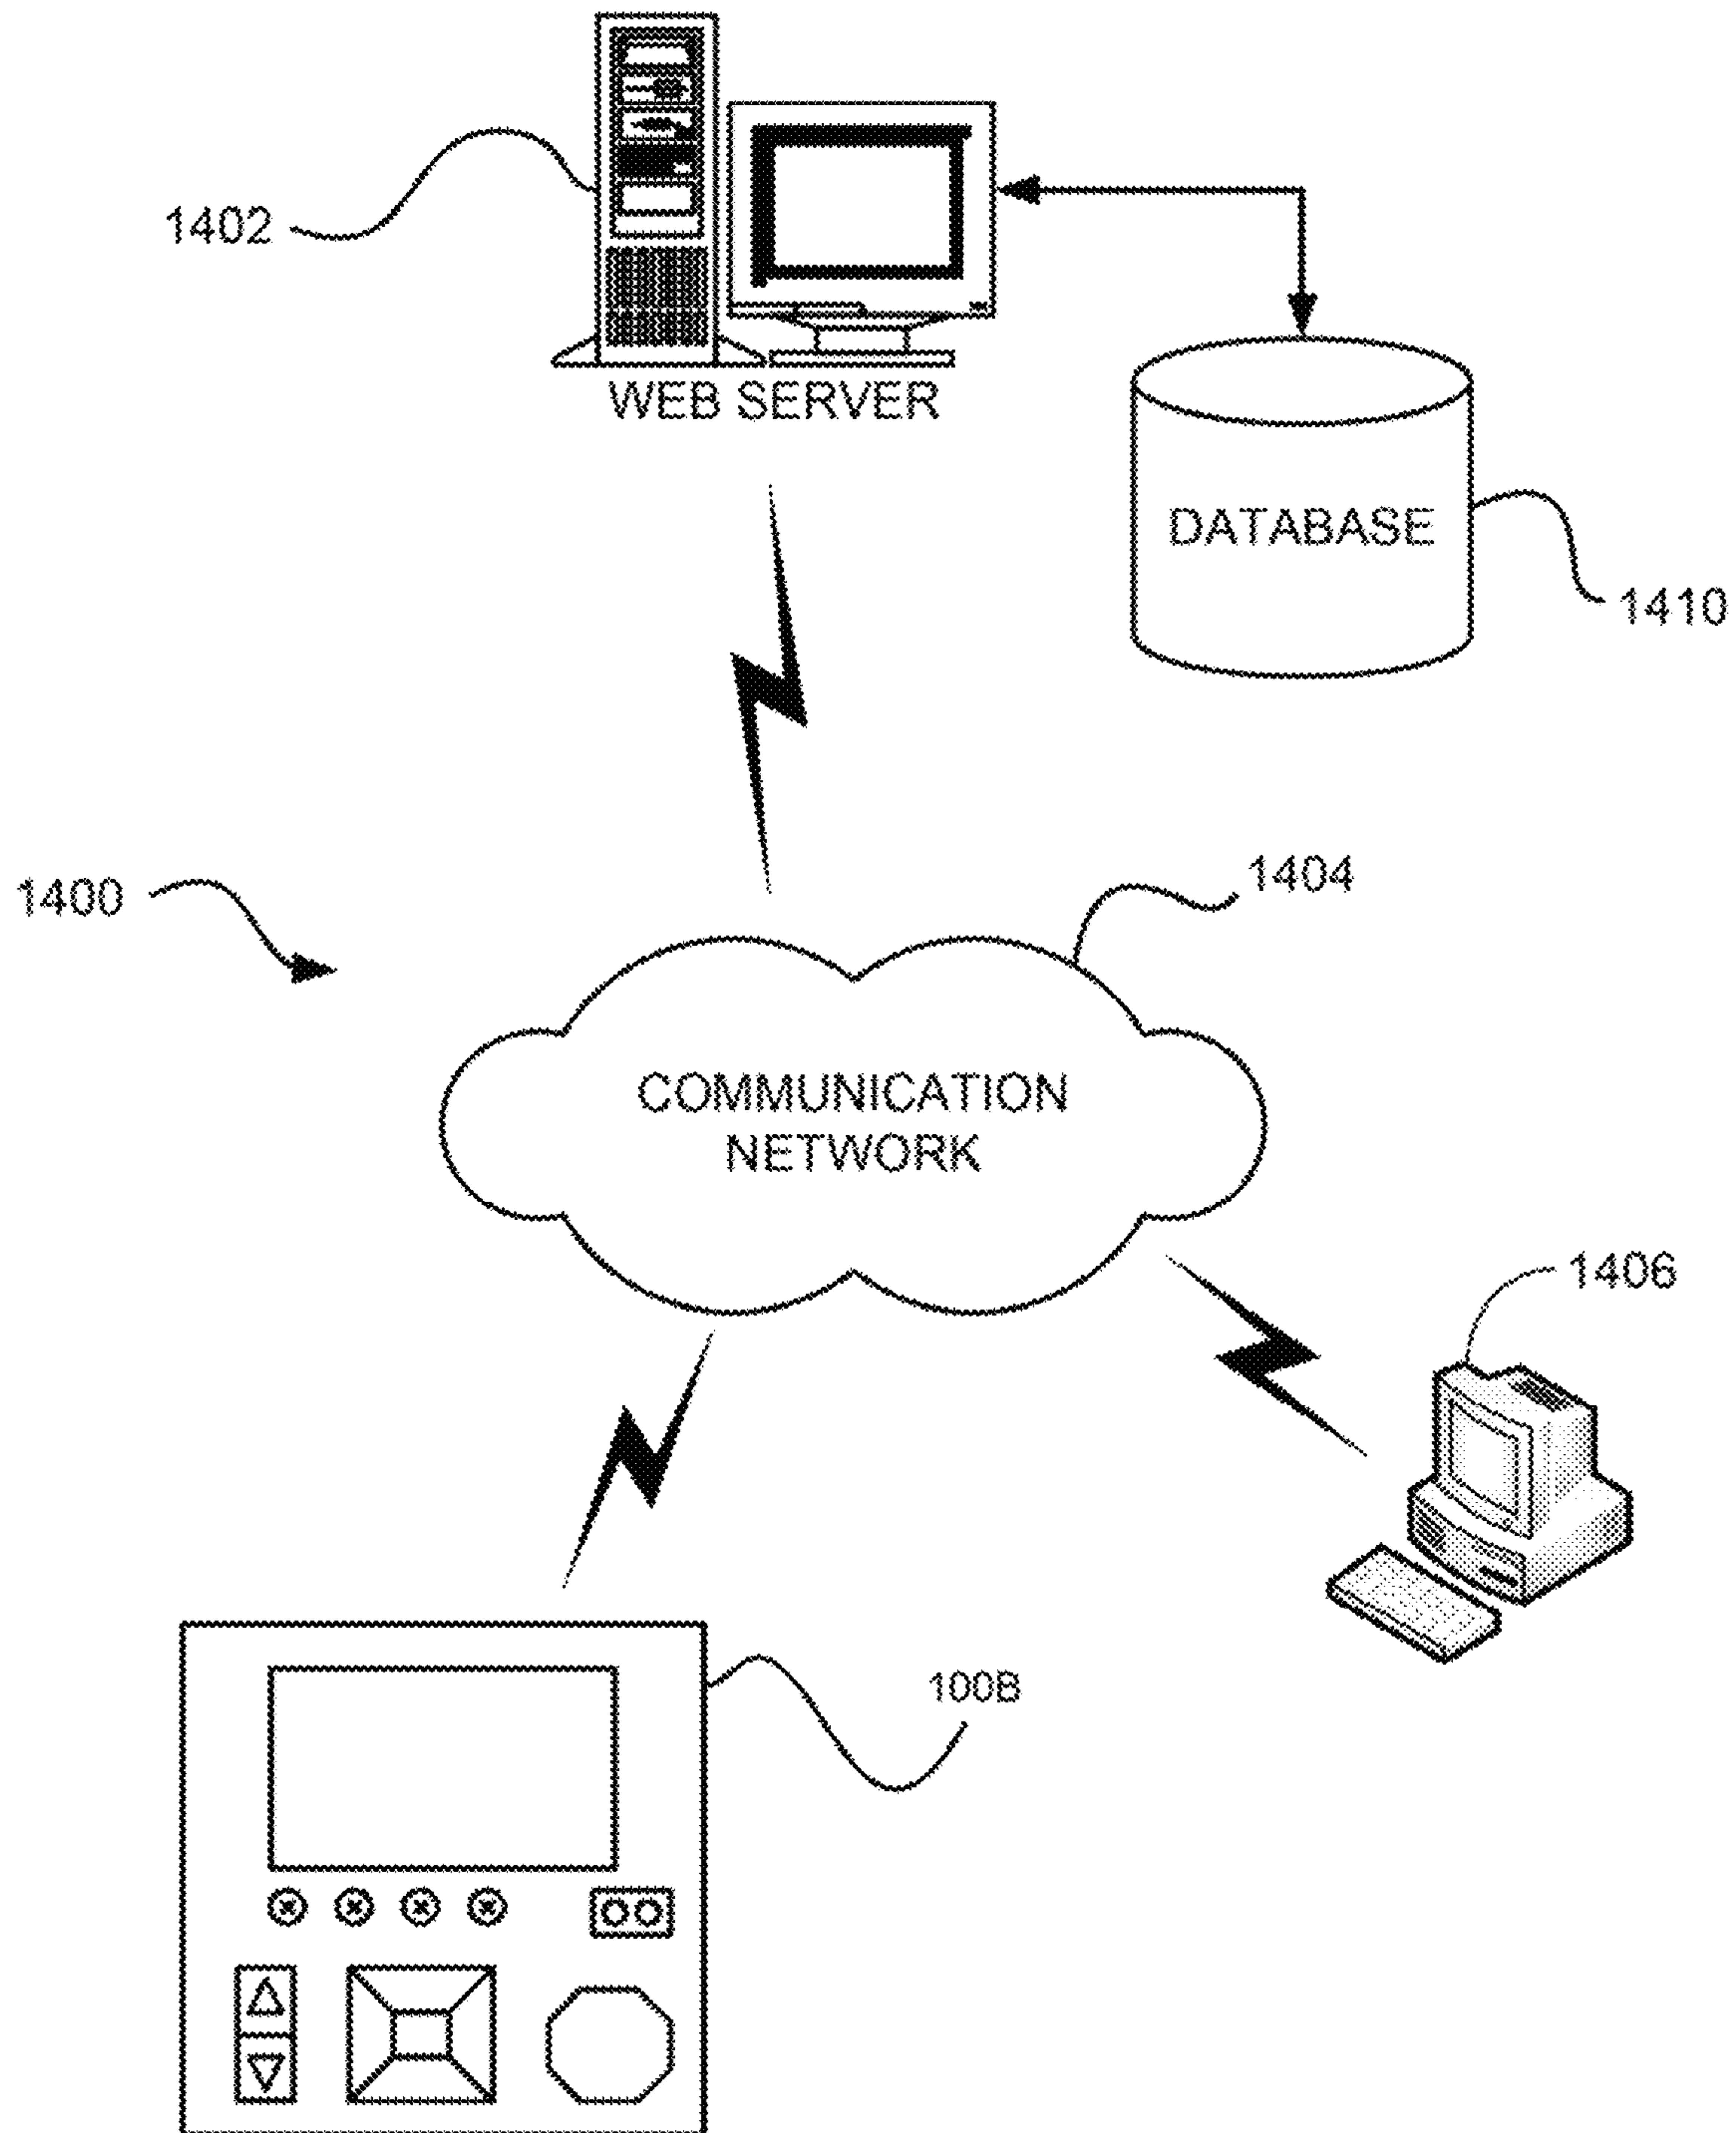 1402
WEB SERVER
DATABASE
1410
1400
1404
COMMUNICATION
NETWORK
1406
100B